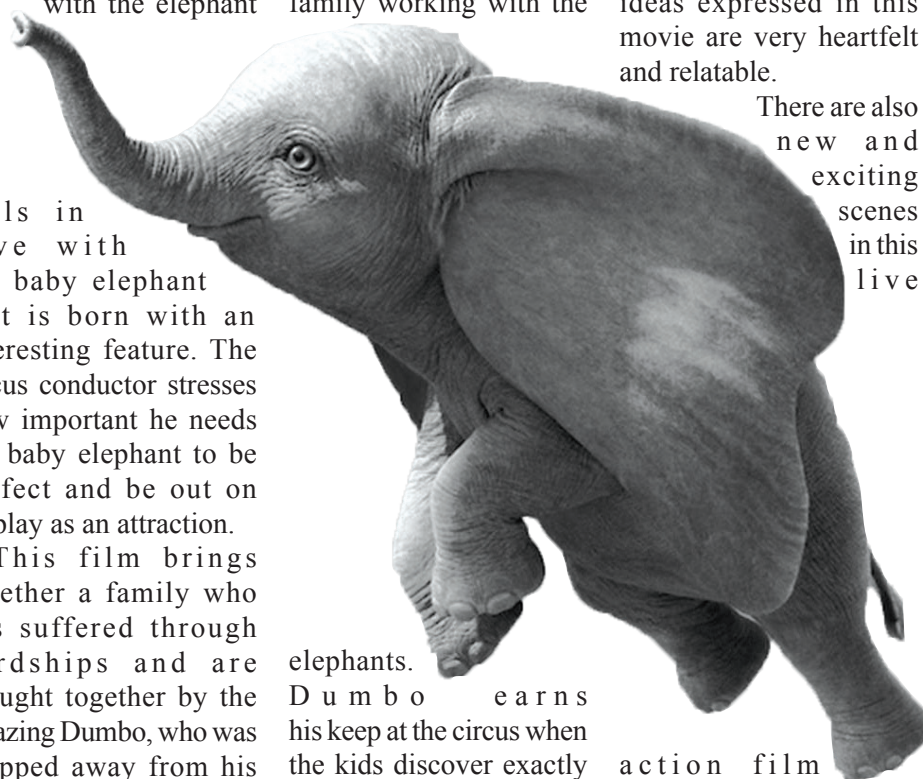 with the elephant
ls in
ve with
baby elephant
t is born with an
eresting feature. The
cus conductor stresses
w important he needs
baby elephant to be
fect and be out on
play as an attraction.
This film brings
ether a family who
s suffered through
rdships and are
ught together by the
azing Dumbo, who was
pped away from his
family working with the
elephants.
Dumbo earns
his keep at the circus when
the kids discover exactly
ideas expressed in this
movie are very heartfelt
and relatable.
There are also
new and
exciting
scenes
in this
live
action film